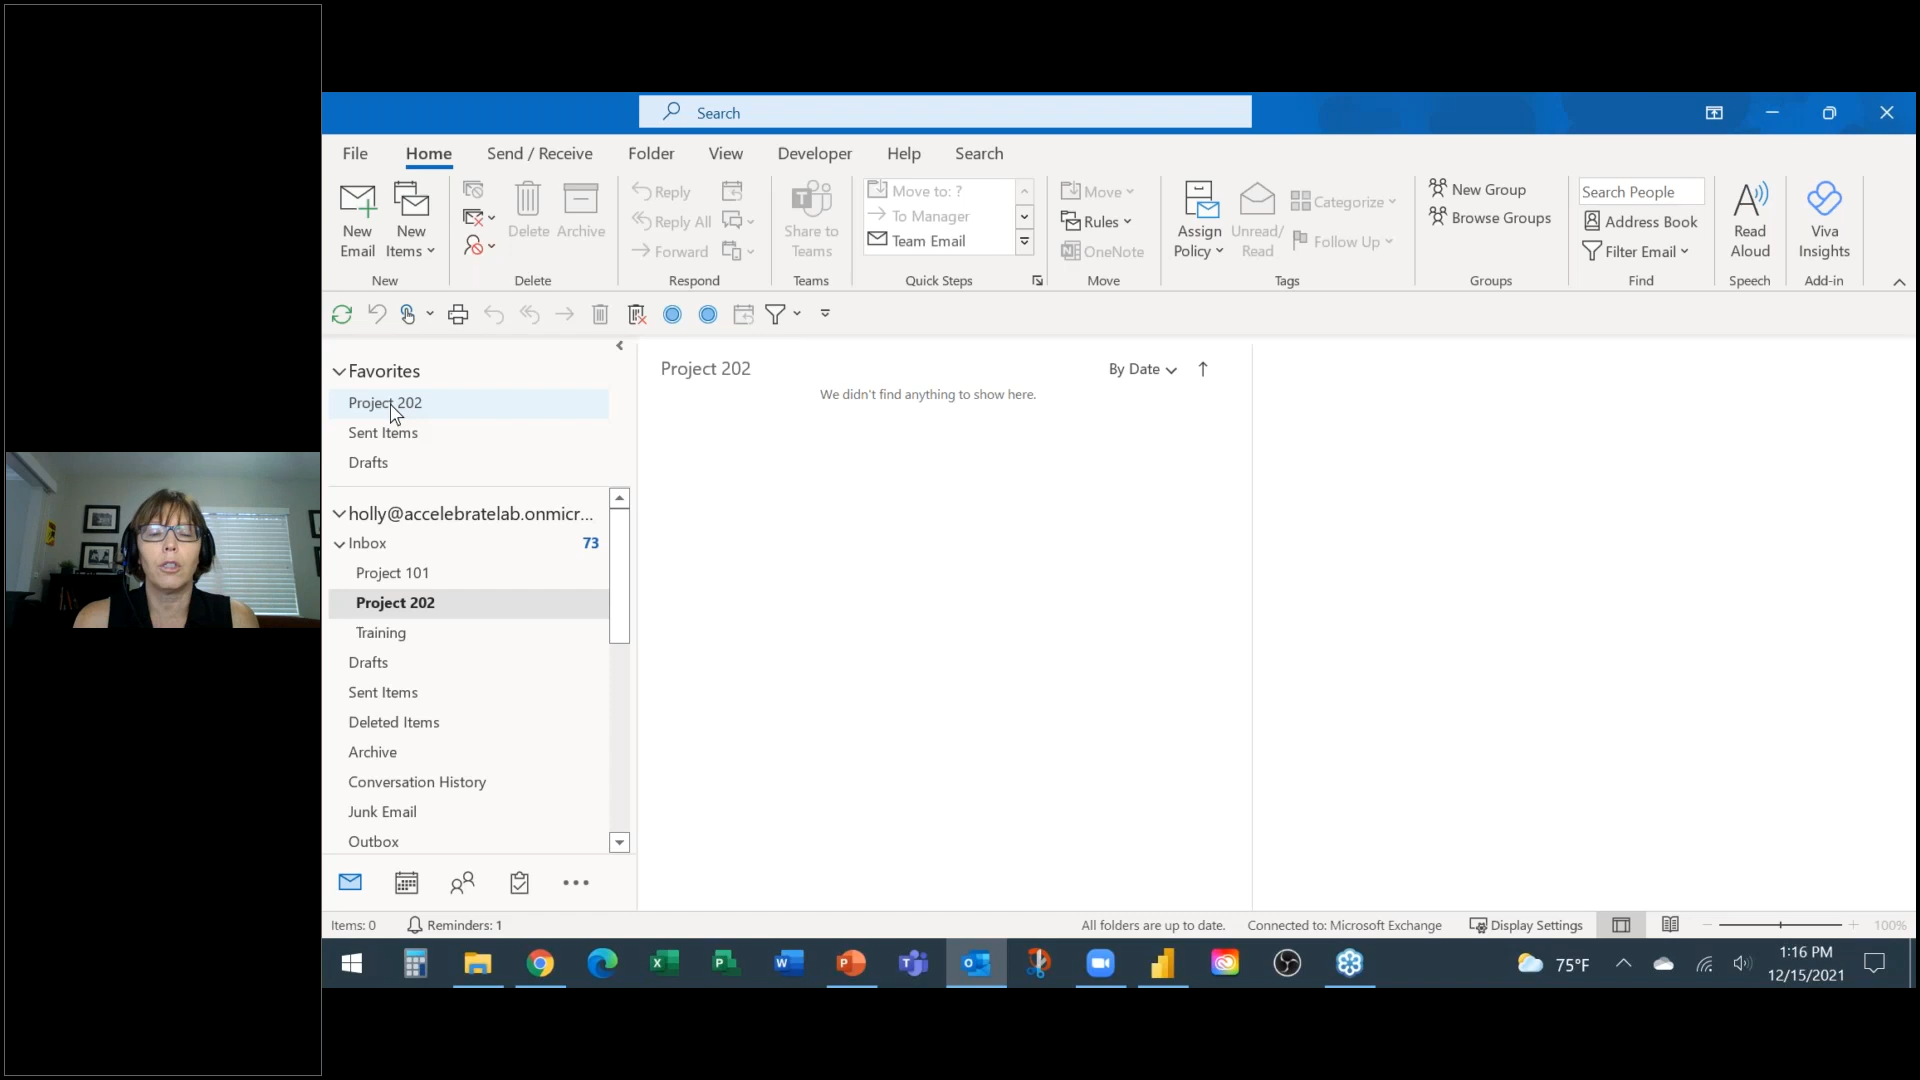 Search
File Home Send / Receive Folder View Developer Help Search
New Email
New Items
New
Delete
Archive
Delete
Reply
Reply All
Forward
Respond
Share to Teams
Teams
Move to: ?
To Manager
Team Email
Quick Steps
Move
Rules
OneNote
Move
Assign Policy
Unread/ Read
Categorize
Follow Up
Tags
New Group
Browse Groups
Groups
Search People
Address Book
Filter Email
Find
Read Aloud
Speech
Viva Insights
Add-in
Favorites
Project 202
Sent Items
Drafts
holly@accelebratelab.onmicr...
Inbox 73
Project 101
Project 202
Training
Drafts
Sent Items
Deleted Items
Archive
Conversation History
Junk Email
Outbox
Project 202 By Date
We didn't find anything to show here.
Items: 0 Reminders: 1 All folders are up to date. Connected to: Microsoft Exchange Display Settings 100%
75°F
1:16 PM
12/15/2021